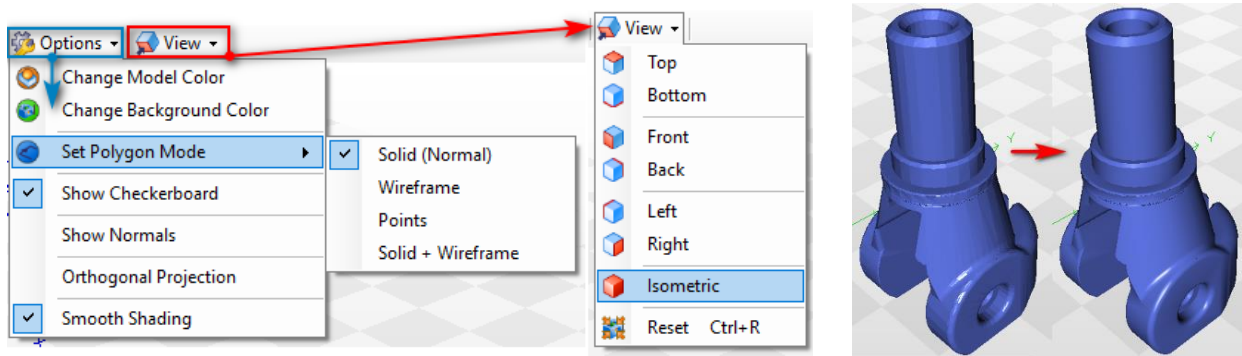 Options View
Change Model Color
Change Background Color
Set Polygon Mode
Show Checkerboard
Show Normals
Orthogonal Projection
Smooth Shading
Solid (Normal)
Wireframe
Points
Solid + Wireframe
View
Top
Bottom
Front
Back
Left
Right
Isometric
Reset Ctrl+R
Y
Y